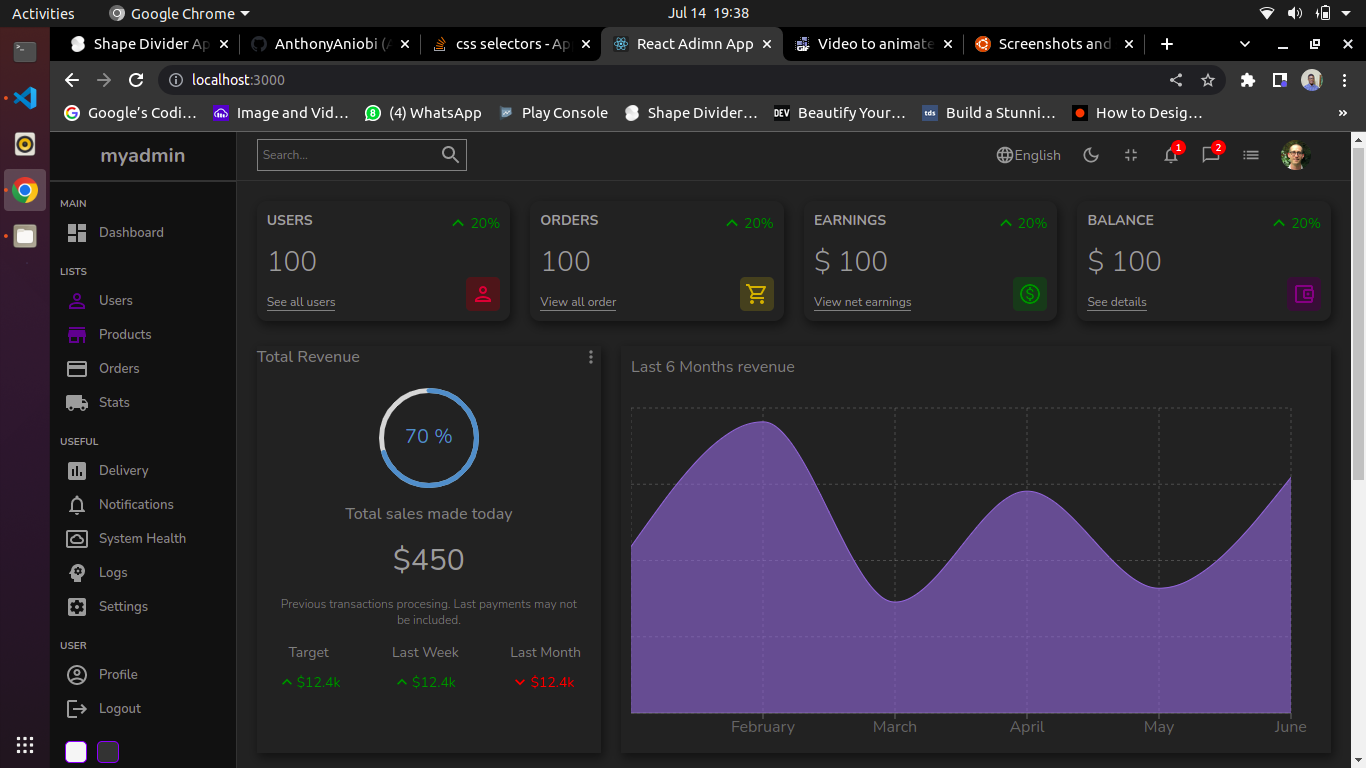 Activities
Google Chrome
Jul 14 19:38
Shape Divider Ap
AnthonyAniobi (A
css selectors - Ap
React Adimn App
Video to animate
Screenshots and
localhost:3000
Google's Codi...
Image and Vid...
(4) WhatsApp
Play Console
Shape Divider...
DEV
Beautify Your...
tds
Build a Stunni...
How to Desig...
»
myadmin
Search...
English
1
2
MAIN
Dashboard
LISTS
Users
Products
Orders
Stats
USEFUL
Delivery
Notifications
System Health
Logs
Settings
USER
Profile
Logout
USERS
20%
100
See all users
ORDERS
20%
100
View all order
EARNINGS
20%
$ 100
View net earnings
BALANCE
20%
$ 100
See details
Total Revenue
70 %
Total sales made today
$450
Previous transactions procesing. Last payments may not
be included.
Target
Last Week
Last Month
$12.4k
$12.4k
$12.4k
Last 6 Months revenue
February
March
April
May
June